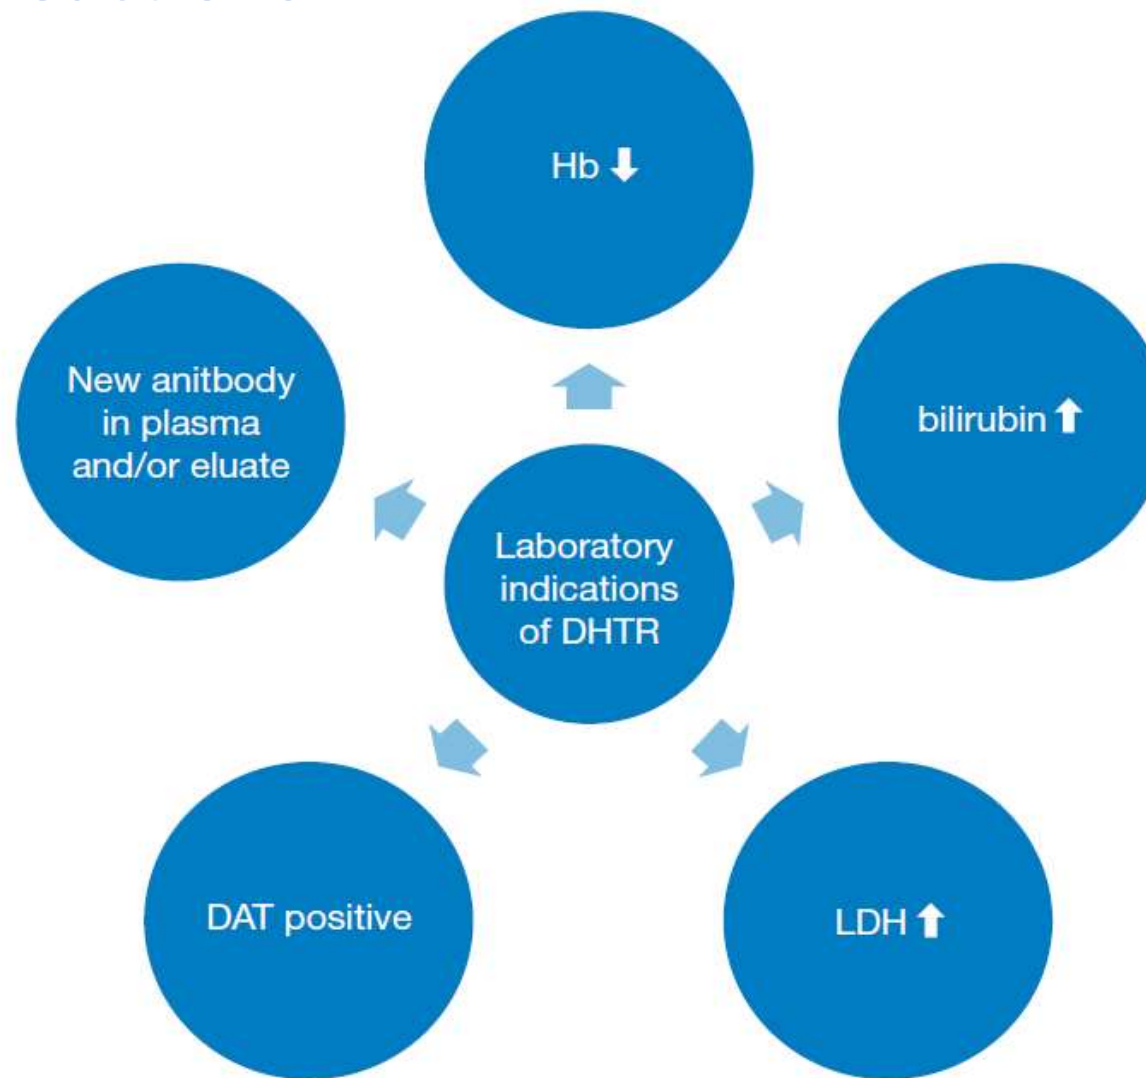 Hb ⬇
bilirubin ⬆
LDH ⬆
DAT positive
New anitbody
in plasma
and/or eluate
Laboratory
indications
of DHTR